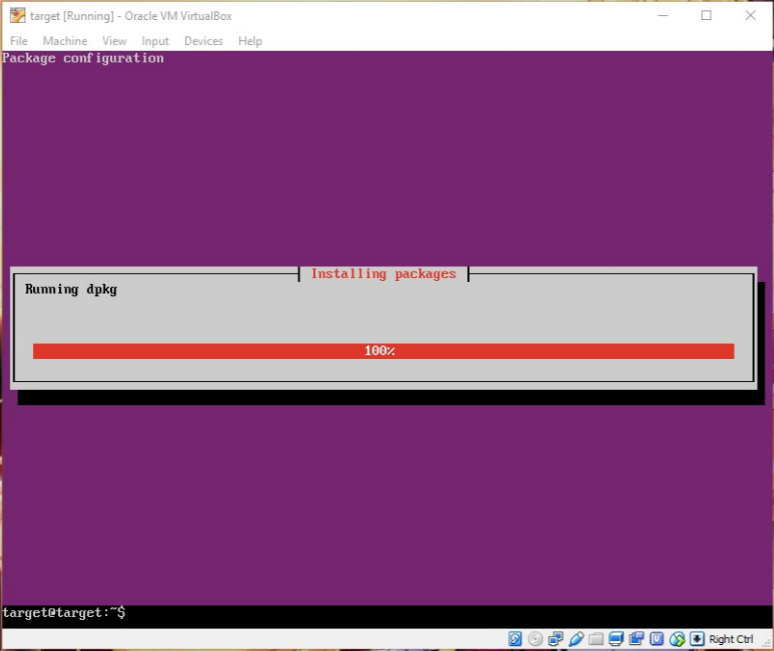 target [Running] - Oracle VM VirtualBox
File Machine View Input Devices Help
Package configuration
Installing packages
Running dpkg
100%
target@target:~$
Right Ctrl